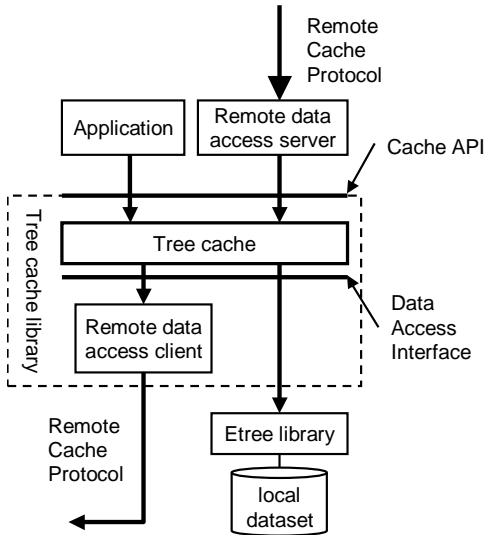 Remote
Cache
Protocol
Application
Remote data
access server
Cache API
Tree cache library
Tree cache
Remote data
access client
Data
Access
Interface
Remote
Cache
Protocol
Etree library
local
dataset